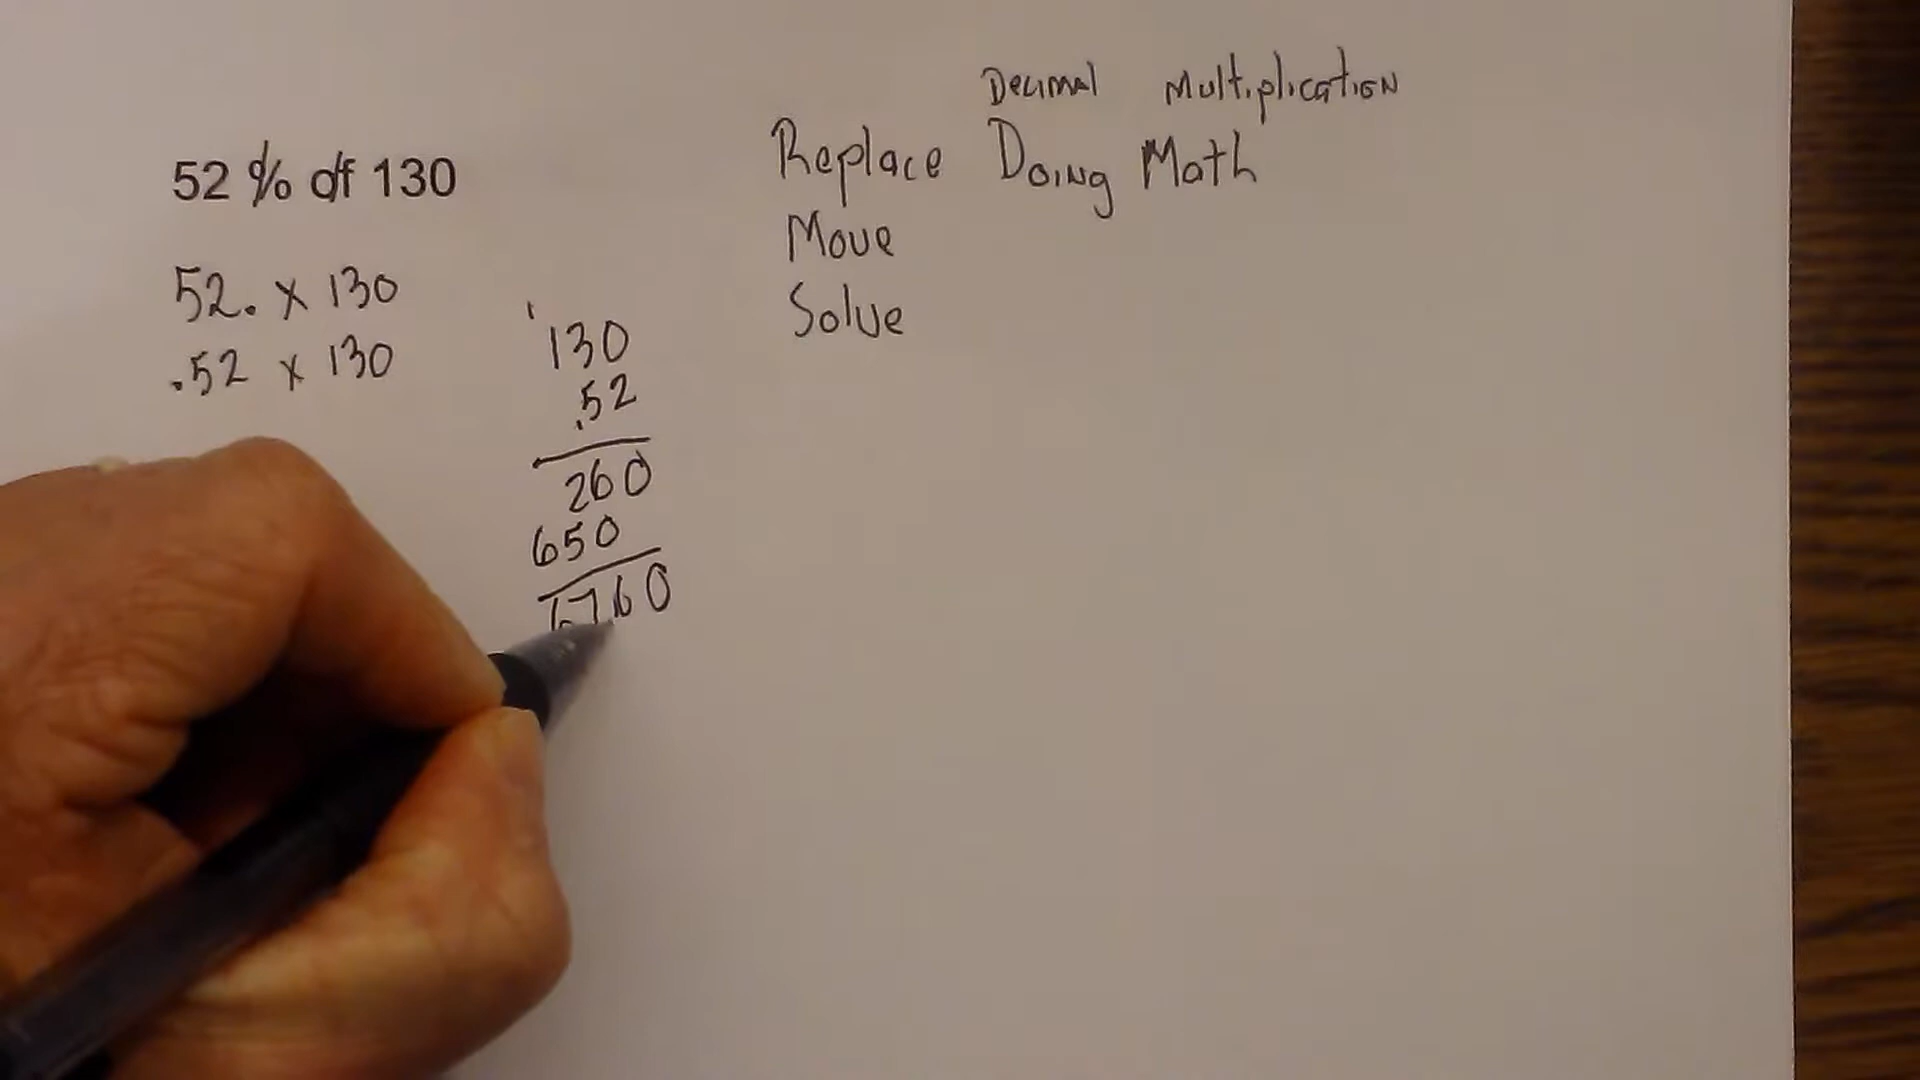 52 % of 130
52. x 130
.52 x 130
1
130
.52
260
650
6760
Decimal Multiplication
Replace Doing Math
Move
Solve